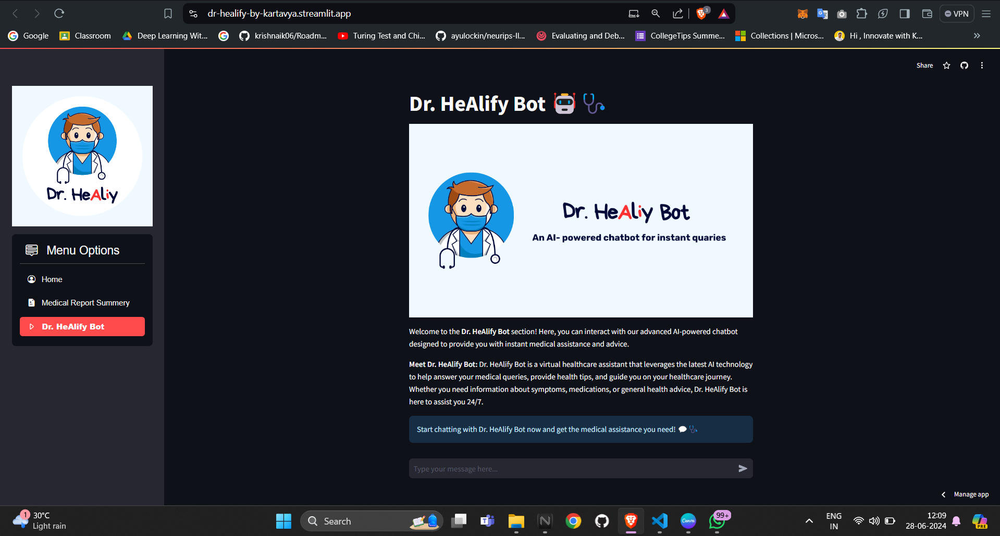 dr-healify-by-kartavya.streamlit.app
3
VPN
Google
Classroom
Deep Learning Wit...
krishnaik06/Roadm...
Turing Test and Chi...
ayulockin/neurips-ll...
Evaluating and Deb...
CollegeTips Summe...
Collections | Micros...
Hi , Innovate with K...
Share
Dr. HeAliy
Menu Options
Home
Medical Report Summery
Dr. HeAlify Bot
Dr. HeAlify Bot
Dr. HeAliy Bot
An AI- powered chatbot for instant quaries
Welcome to the Dr. HeAlify Bot section! Here, you can interact with our advanced AI-powered chatbot
designed to provide you with instant medical assistance and advice.
Meet Dr. HeAlify Bot: Dr. HeAlify Bot is a virtual healthcare assistant that leverages the latest AI technology
to help answer your medical queries, provide health tips, and guide you on your healthcare journey.
Whether you need information about symptoms, medications, or general health advice, Dr. HeAlify Bot is
here to assist you 24/7.
Start chatting with Dr. HeAlify Bot now and get the medical assistance you need!
Type your message here...
Manage app
1
30°C
Light rain
Search
Canva
99+
ENG
IN
12:09
28-06-2024
PRE